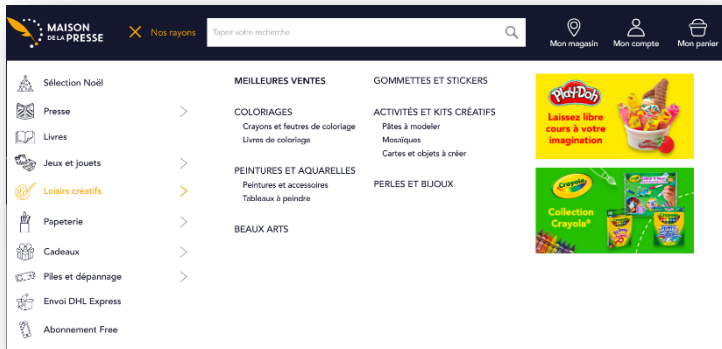 MAISON
DE LA PRESSE
Nos rayons
Tapez votre recherche
Mon magasin
Mon compte
Mon panier
Sélection Noël
Presse
Livres
Jeux et jouets
Loisirs créatifs
Papeterie
Cadeaux
Piles et dépannage
Envoi DHL Express
Abonnement Free
MEILLEURES VENTES
COLORIAGES
Crayons et feutres de coloriage
Livres de coloriage
PEINTURES ET AQUARELLES
Peintures et accessoires
Tableaux à peindre
BEAUX ARTS
GOMMETTES ET STICKERS
ACTIVITÉS ET KITS CRÉATIFS
Pâtes à modeler
Mosaïques
Cartes et objets à créer
PERLES ET BIJOUX
Play-Doh
Laissez libre
cours à votre
imagination
Crayola
Collection
Crayola®